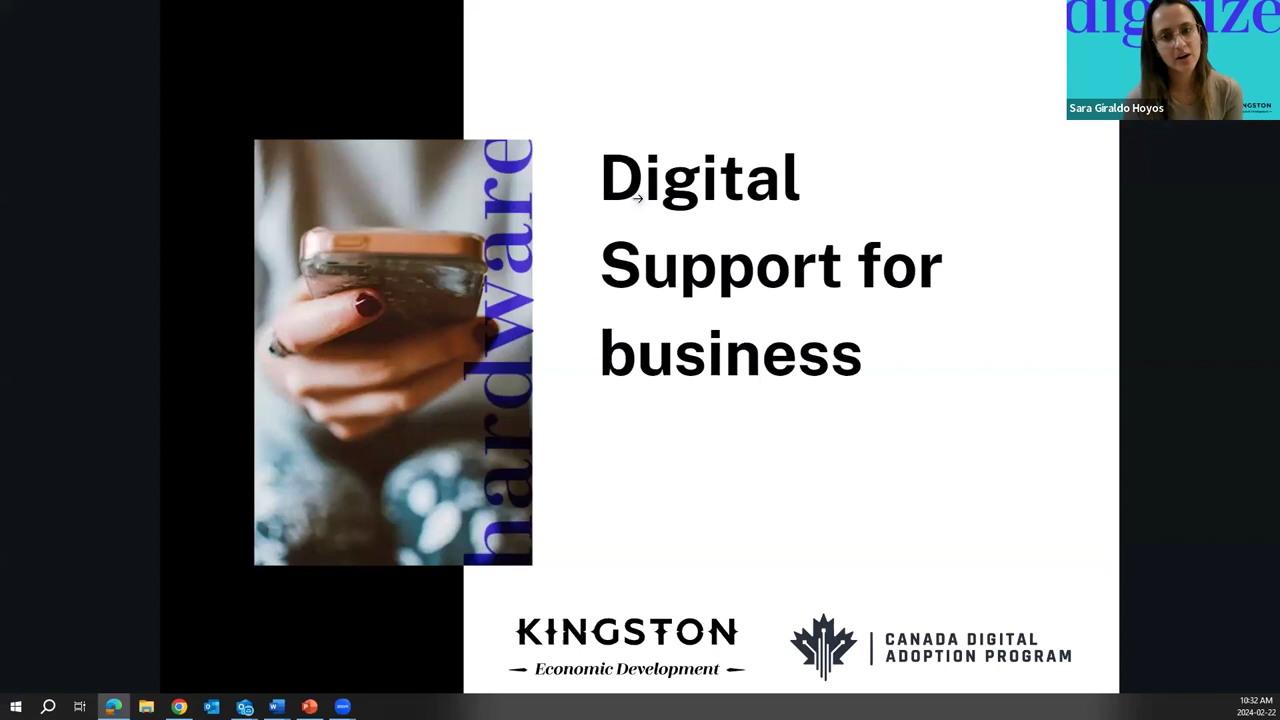 digitize
Sara Giraldo Hoyos
hardware
Digital
Support for
business
KINGSTON
Economic Development
CANADA DIGITAL
ADOPTION PROGRAM
10:32 AM
2024-02-22